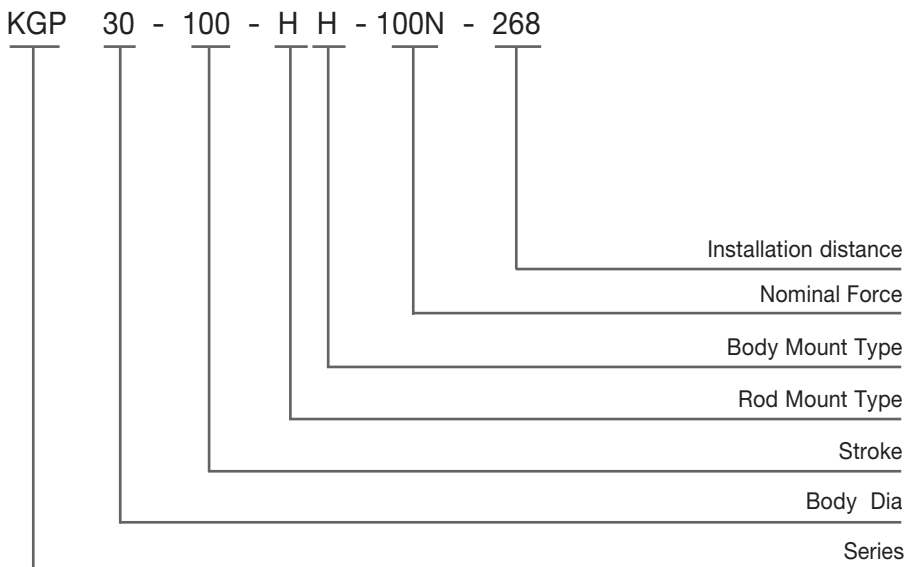 KGP 30 - 100 - H H - 100N - 268
Installation distance
Nominal Force
Body Mount Type
Rod Mount Type
Stroke
Body Dia
Series